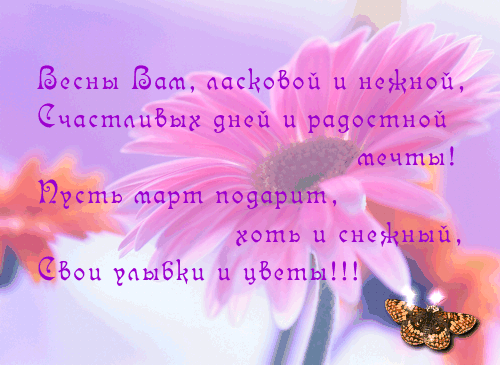 Весны Вам, ласковой и нежной,
Счастливых дней и радостной
мечты!
Пусть март подарит,
хоть и снежный,
Свои улыбки и цветы!!!